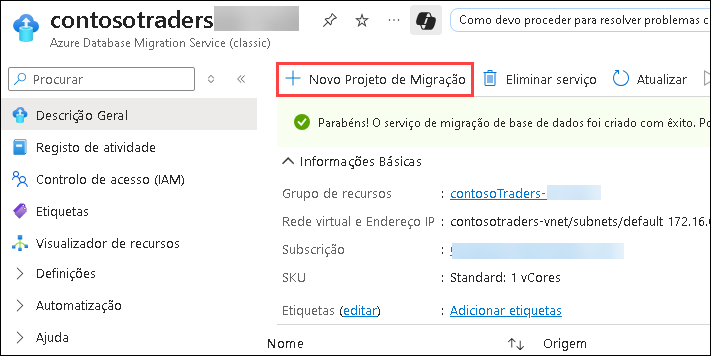 contosotraders
Como devo proceder para resolver problemas c
Azure Database Migration Service (classic)
Procurar
Novo Projeto de Migração
Eliminar serviço
Atualizar
Descrição Geral
Parabéns! O serviço de migração de base de dados foi criado com êxito. Po
Registo de atividade
Informações Básicas
Controlo de acesso (IAM)
Grupo de recursos : contosoTraders-
Etiquetas
Rede virtual e Endereço IP : contosotraders-vnet/subnets/default 172.16.
Visualizador de recursos
Subscrição :
Definições
SKU : Standard: 1 vCores
Automatização
Etiquetas (editar) : Adicionar etiquetas
Ajuda
Nome
Origem